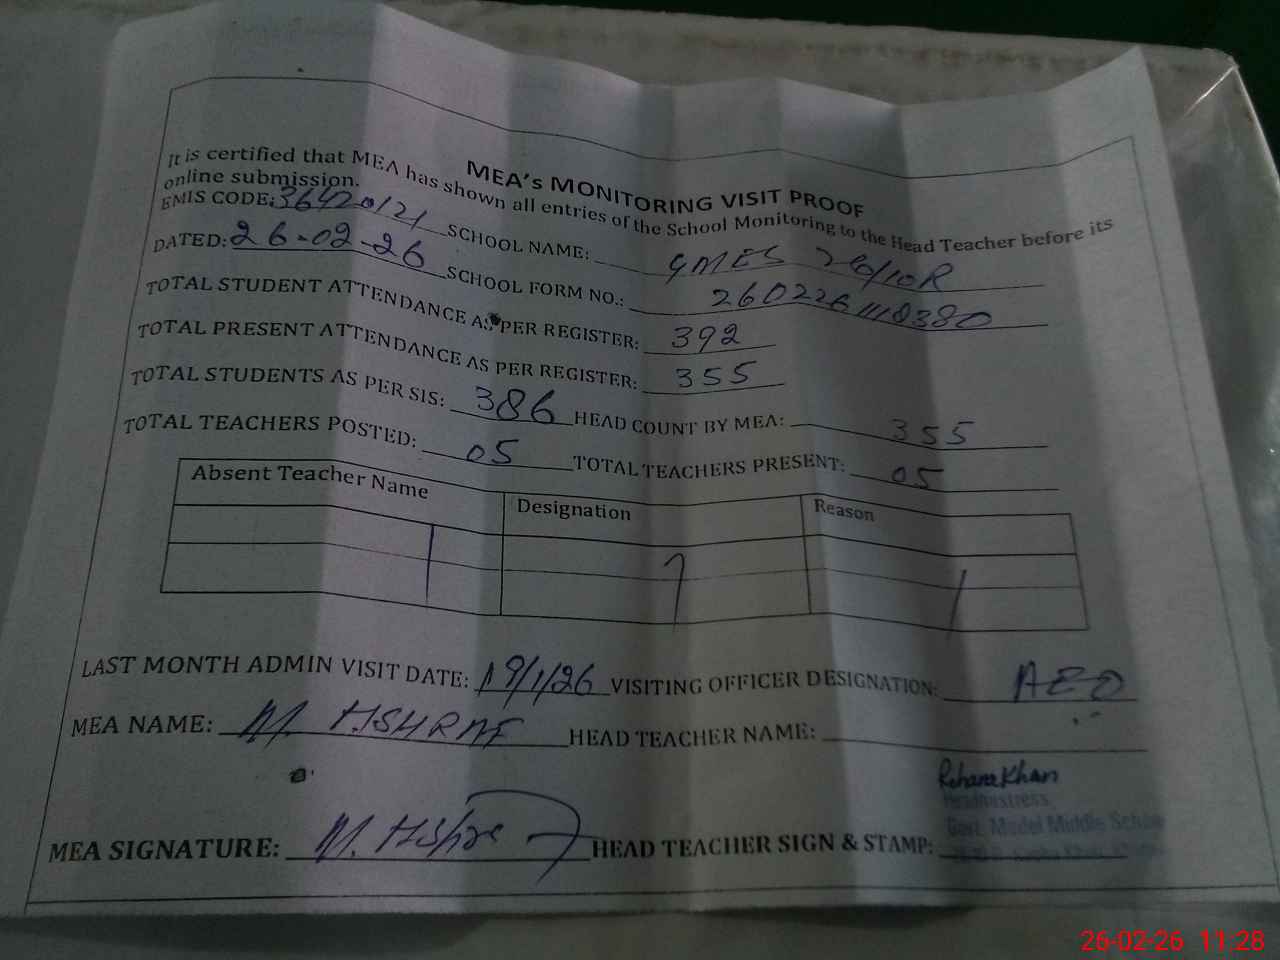 MEA's MONITORING VISIT PROOF
It is certified that MEA has shown all entries of the School Monitoring to the Head Teacher before its
online submission.
EMIS CODE: 36420121 SCHOOL NAME: GMES /10R
DATED: 26-02-26 SCHOOL FORM NO.:
TOTAL STUDENT ATTENDANCE AS PER REGISTER: 392
TOTAL PRESENT ATTENDANCE AS PER REGISTER: 355
TOTAL STUDENTS AS PER SIS: 386 HEAD COUNT BY MEA: 355
TOTAL TEACHERS POSTED: 05 TOTAL TEACHERS PRESENT: 05
Absent Teacher Name Designation Reason
LAST MONTH ADMIN VISIT DATE: 19/1/26 VISITING OFFICER DESIGNATION: AEO
MEA NAME: M. ASHRAF HEAD TEACHER NAME:
Rehana Khan
Headmistress
Govt. Model Middle School
MEA SIGNATURE: M. HEAD TEACHER SIGN & STAMP:
26-02-26 11:28